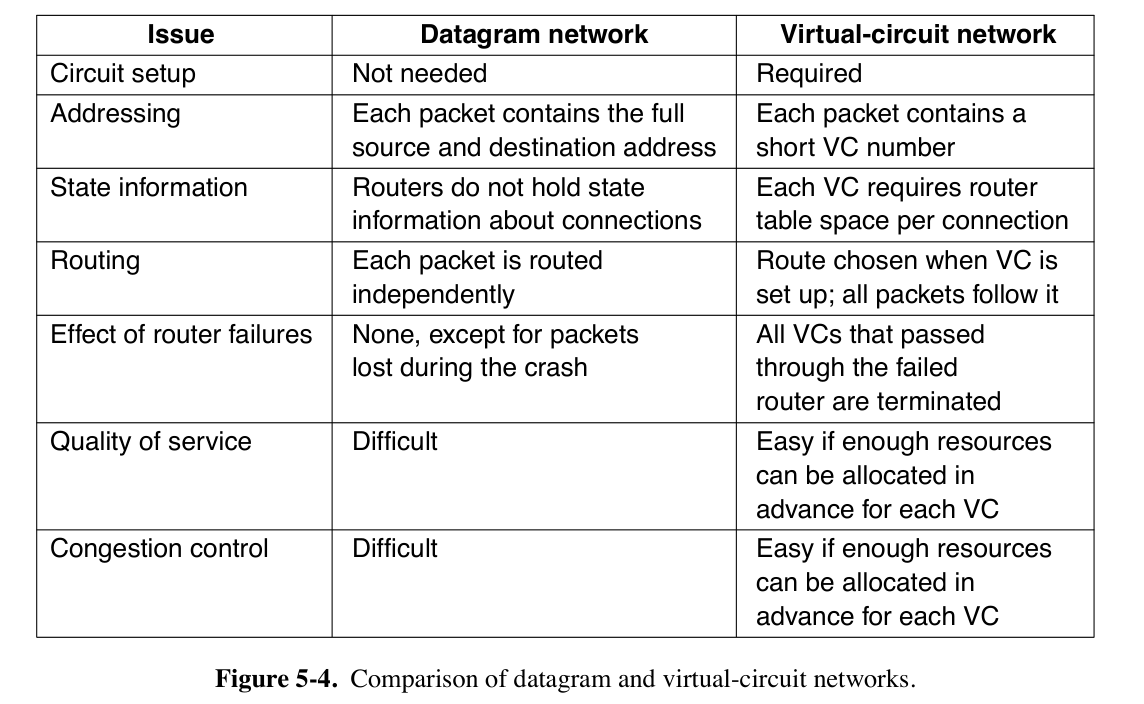 Issue Datagram network Virtual-circuit network
Circuit setup Not needed Required
Addressing Each packet contains the full Each packet contains a
source and destination address short VC number
State information Routers do not hold state Each VC requires router
information about connections table space per connection
Routing Each packet is routed Route chosen when VC is
independently set up; all packets follow it
Effect of router failures None, except for packets All VCs that passed
lost during the crash through the failed
router are terminated
Quality of service Difficult Easy if enough resources
can be allocated in
advance for each VC
Congestion control Difficult Easy if enough resources
can be allocated in
advance for each VC
Figure 5-4. Comparison of datagram and virtual-circuit networks.